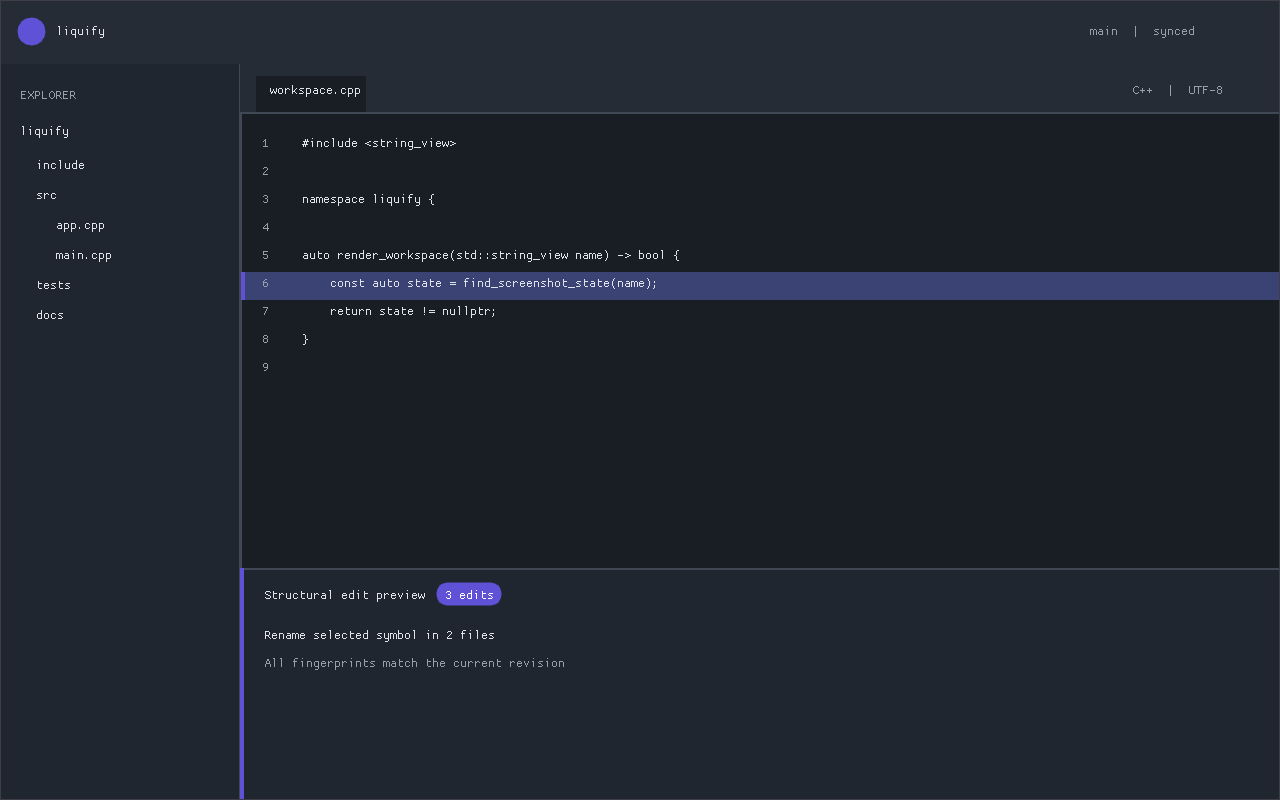 liquify
main | synced
EXPLORER
liquify
include
src
app.cpp
main.cpp
tests
docs
workspace.cpp
C++ | UTF-8
1 #include <string_view>
2
3 namespace liquify {
4
5 auto render_workspace(std::string_view name) -> bool {
6     const auto state = find_screenshot_state(name);
7     return state != nullptr;
8 }
9
Structural edit preview 3 edits
Rename selected symbol in 2 files
All fingerprints match the current revision